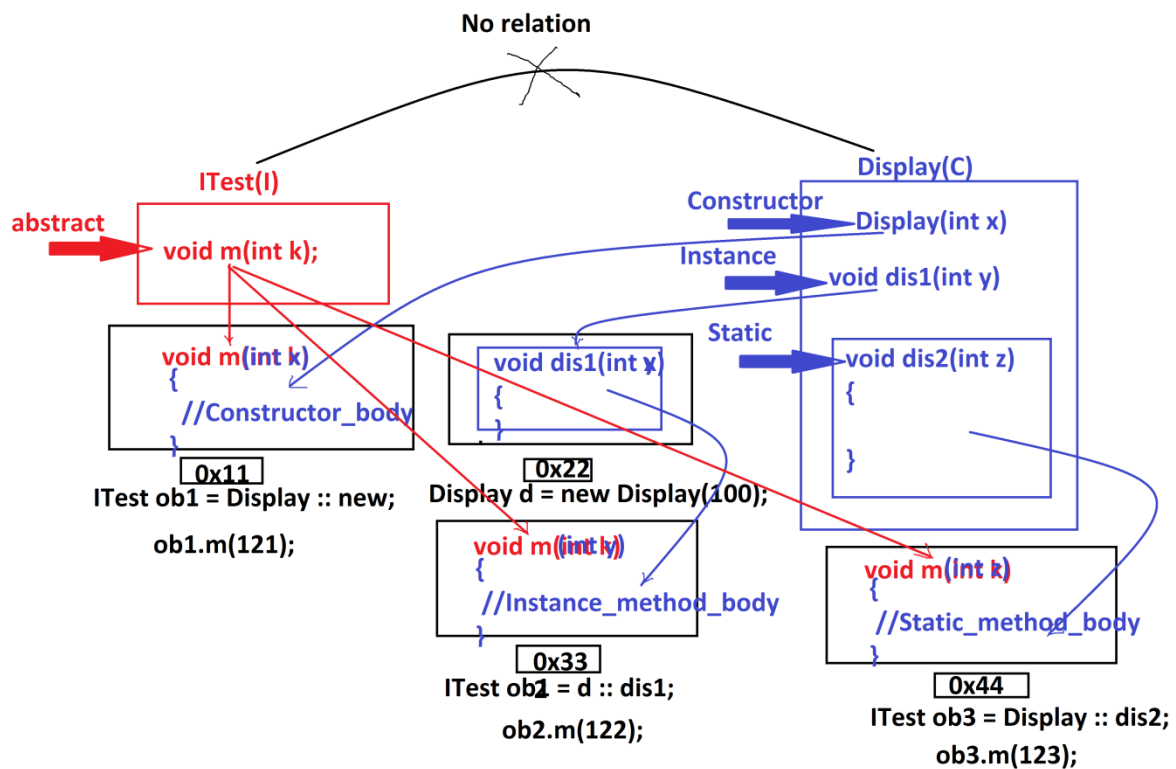 No relation
ITest(I)
Display(C)
abstract
void m(int k);
Constructor
Display(int x)
Instance
void dis1(int y)
Static
void dis2(int z)
{
}
void m(int x)
{
//Constructor_body
}
0x11
ITest ob1 = Display :: new;
ob1.m(121);
void dis1(int y)
{
}
0x22
Display d = new Display(100);
void m(int y)
{
//Instance_method_body
}
0x33
2
ITest ob1 = d :: dis1;
ob2.m(122);
void m(int z)
{
//Static_method_body
}
0x44
ITest ob3 = Display :: dis2;
ob3.m(123);